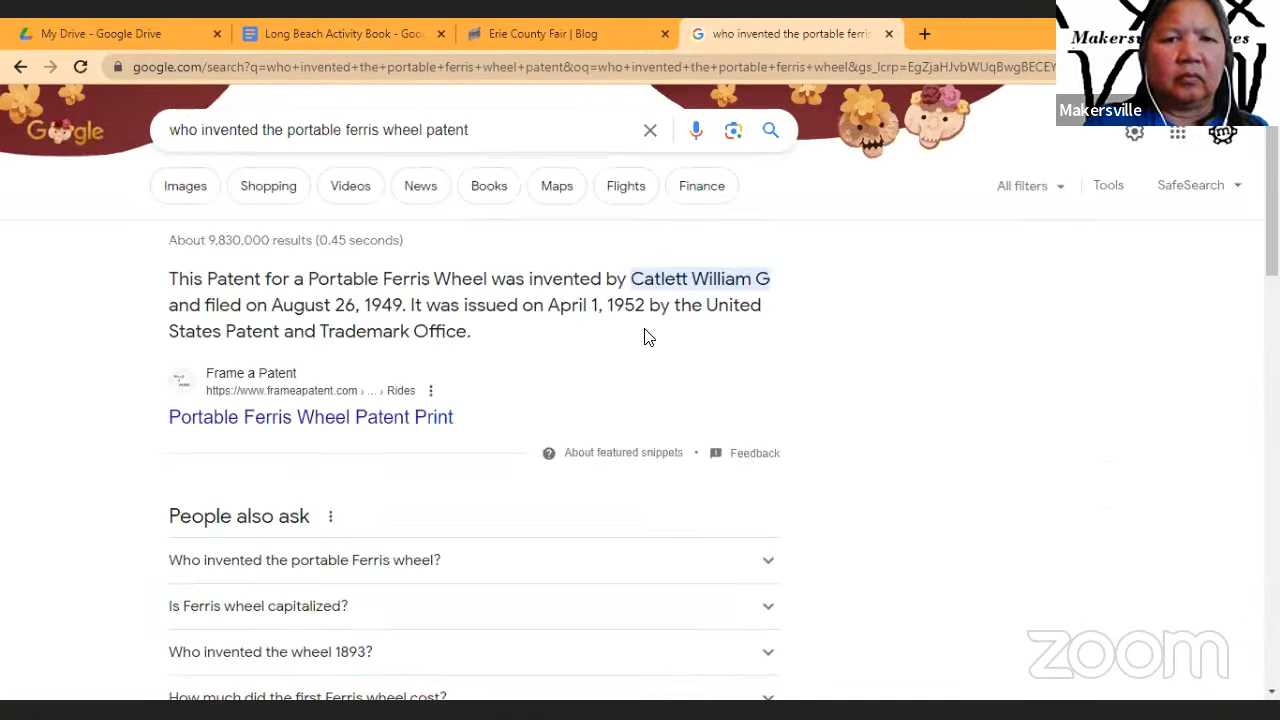 My Drive - Google Drive
Long Beach Activity Book - Goo
Erie County Fair | Blog
who invented the portable ferris
google.com/search?q=who+invented+the+portable+ferris+wheel+patent&oq=who+invented+the+portable+ferris+wheel&gs_lcrp=EgZjaHJvbWUqBwgBECEY
Makersv
es
Makersville
Google
who invented the portable ferris wheel patent
Images
Shopping
Videos
News
Books
Maps
Flights
Finance
All filters
Tools
SafeSearch
About 9,830,000 results (0.45 seconds)
This Patent for a Portable Ferris Wheel was invented by Catlett William G
and filed on August 26, 1949. It was issued on April 1, 1952 by the United
States Patent and Trademark Office.
Frame a Patent
https://www.frameapatent.com › ... › Rides
Portable Ferris Wheel Patent Print
About featured snippets • Feedback
People also ask
Who invented the portable Ferris wheel?
Is Ferris wheel capitalized?
Who invented the wheel 1893?
How much did the first Ferris wheel cost?
zoom